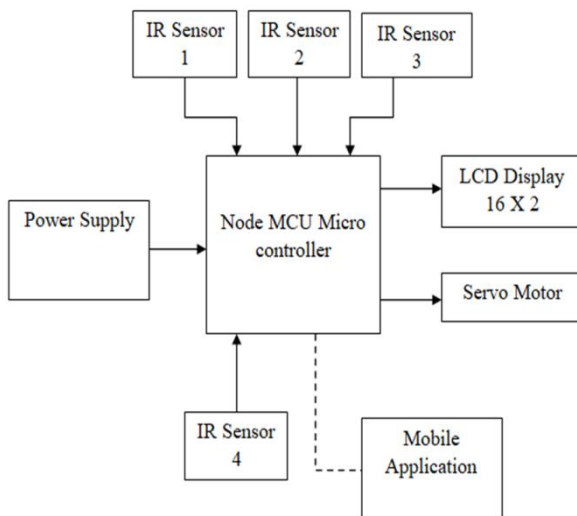 IR Sensor
1
IR Sensor
2
IR Sensor
3
Power Supply
Node MCU Micro
controller
LCD Display
16 X 2
Servo Motor
IR Sensor
4
Mobile
Application